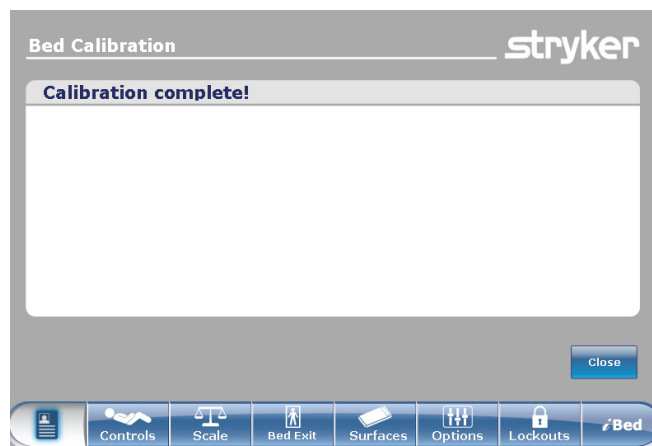 Bed Calibration
stryker
Calibration complete!
Close
Controls
Scale
Bed Exit
Surfaces
Options
Lockouts
iBed